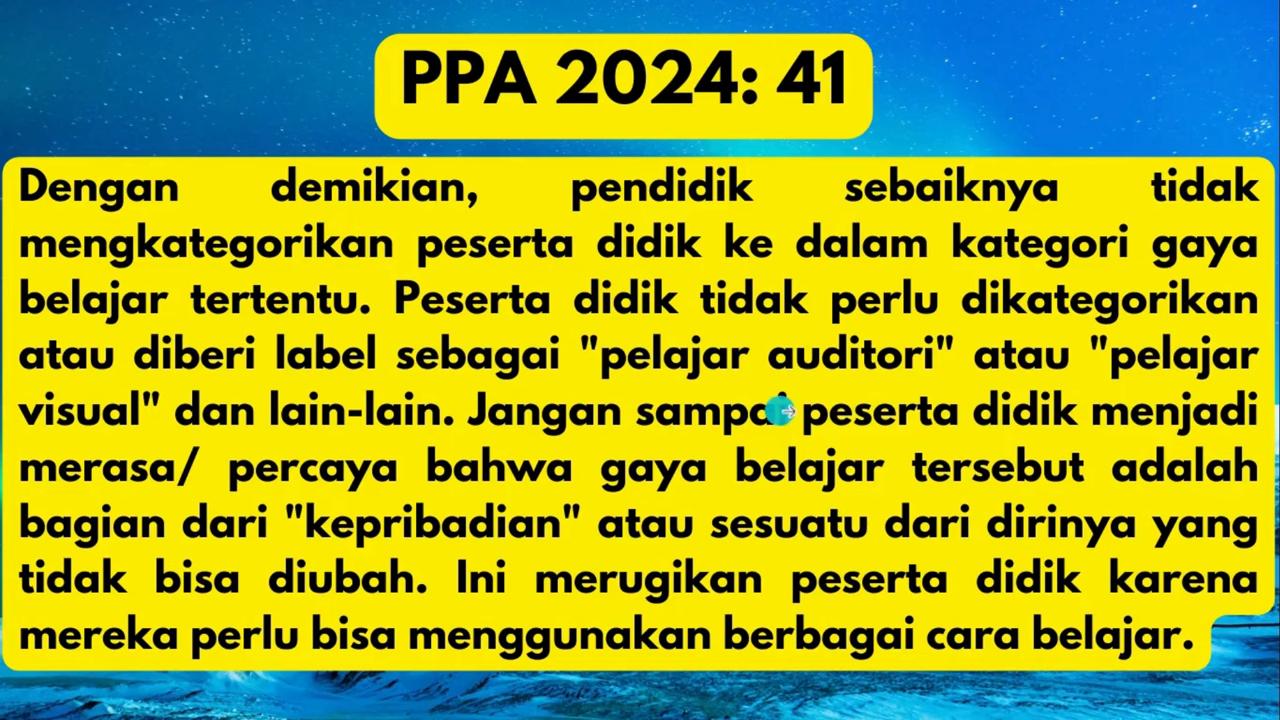 PPA 2024: 41
Dengan demikian, pendidik sebaiknya tidak
mengkategorikan peserta didik ke dalam kategori gaya
belajar tertentu. Peserta didik tidak perlu dikategorikan
atau diberi label sebagai "pelajar auditori" atau "pelajar
visual" dan lain-lain. Jangan sampai peserta didik menjadi
merasa/ percaya bahwa gaya belajar tersebut adalah
bagian dari "kepribadian" atau sesuatu dari dirinya yang
tidak bisa diubah. Ini merugikan peserta didik karena
mereka perlu bisa menggunakan berbagai cara belajar.